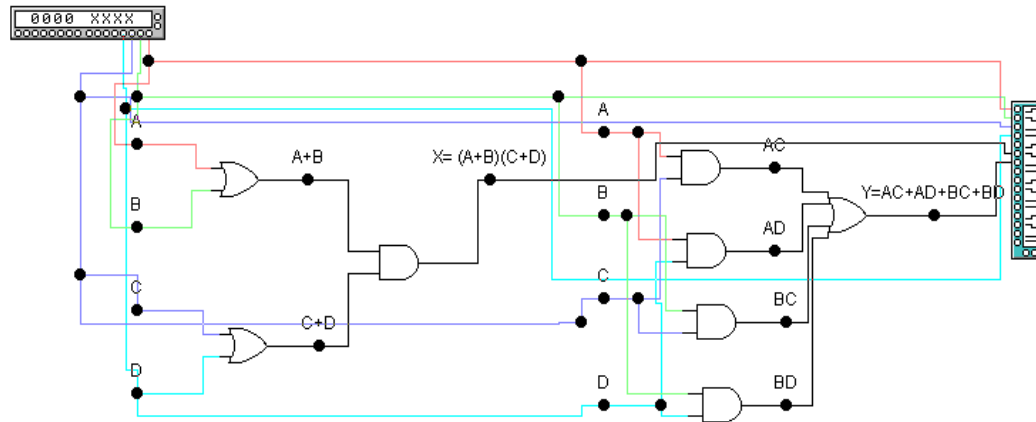 0000 XXXX
A
A+B
X= (A+B)(C+D)
B
C
C+D
D
A
AC
B
Y=AC+AD+BC+BD
AD
C
BC
D
BD